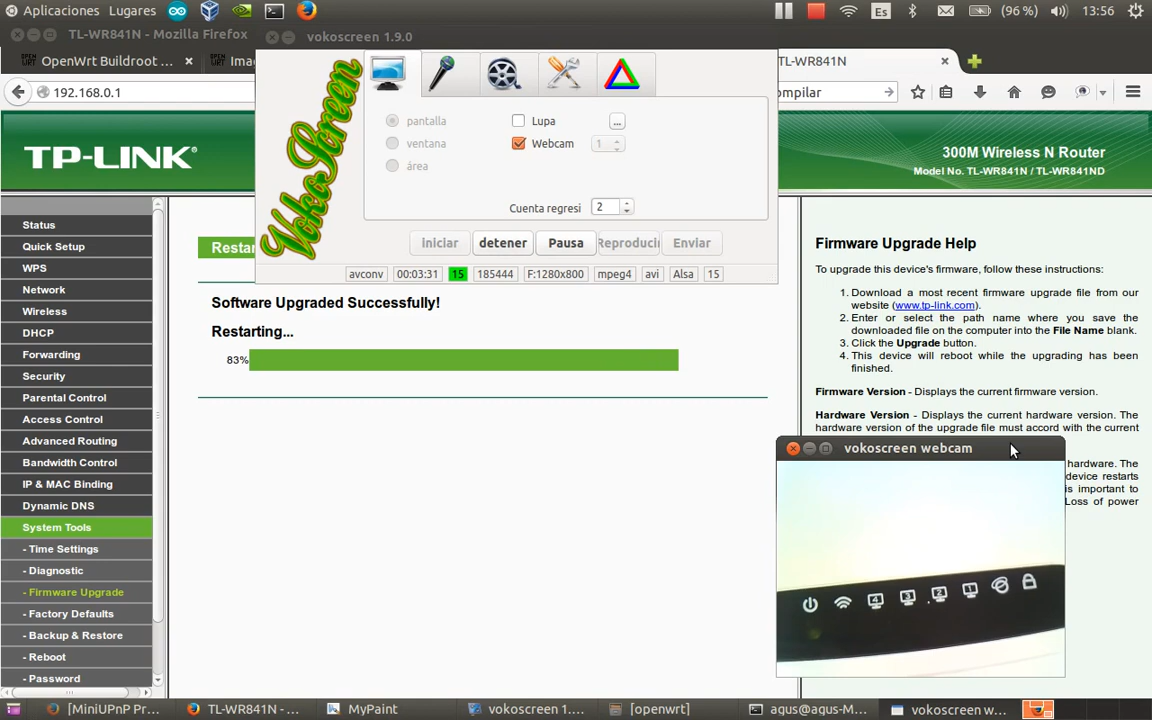 Aplicaciones Lugares Es (96 %) 13:56
TL-WR841N - Mozilla Firefox
vokoscreen 1.9.0
OpenWrt Buildroot ...
TL-WR841N
192.168.0.1
TP-LINK
300M Wireless N Router
Model No. TL-WR841N / TL-WR841ND
VokoScreen
pantalla
ventana
área
Lupa
...
Webcam
1
Cuenta regresi
2
Iniciar
detener
Pausa
Enviar
avconv 00:03:31 15 185444 F:1280x800 mpeg4 avi Alsa 15
Status
Quick Setup
WPS
Network
Wireless
DHCP
Forwarding
Security
Parental Control
Access Control
Advanced Routing
Bandwidth Control
IP & MAC Binding
Dynamic DNS
System Tools
- Time Settings
- Diagnostic
- Firmware Upgrade
- Factory Defaults
- Backup & Restore
- Reboot
- Password
Software Upgraded Successfully!
Restarting...
83%
Firmware Upgrade Help
To upgrade this device's firmware, follow these instructions:
1. Download a most recent firmware upgrade file from our
website (www.tp-link.com).
2. Enter or select the path name where you save the
downloaded file on the computer into the File Name blank.
3. Click the Upgrade button.
4. This device will reboot while the upgrading has been
finished.
Firmware Version - Displays the current firmware version.
Hardware Version - Displays the current hardware version. The
hardware version of the upgrade file must accord with the current
hardware. The
device restarts
is important to
Loss of power
vokoscreen webcam
4 3 2 1
[MiniUPnP Pr... TL-WR841N - ... MyPaint vokoscreen 1.... [openwrt] agus@agus-M... vokoscreen w...